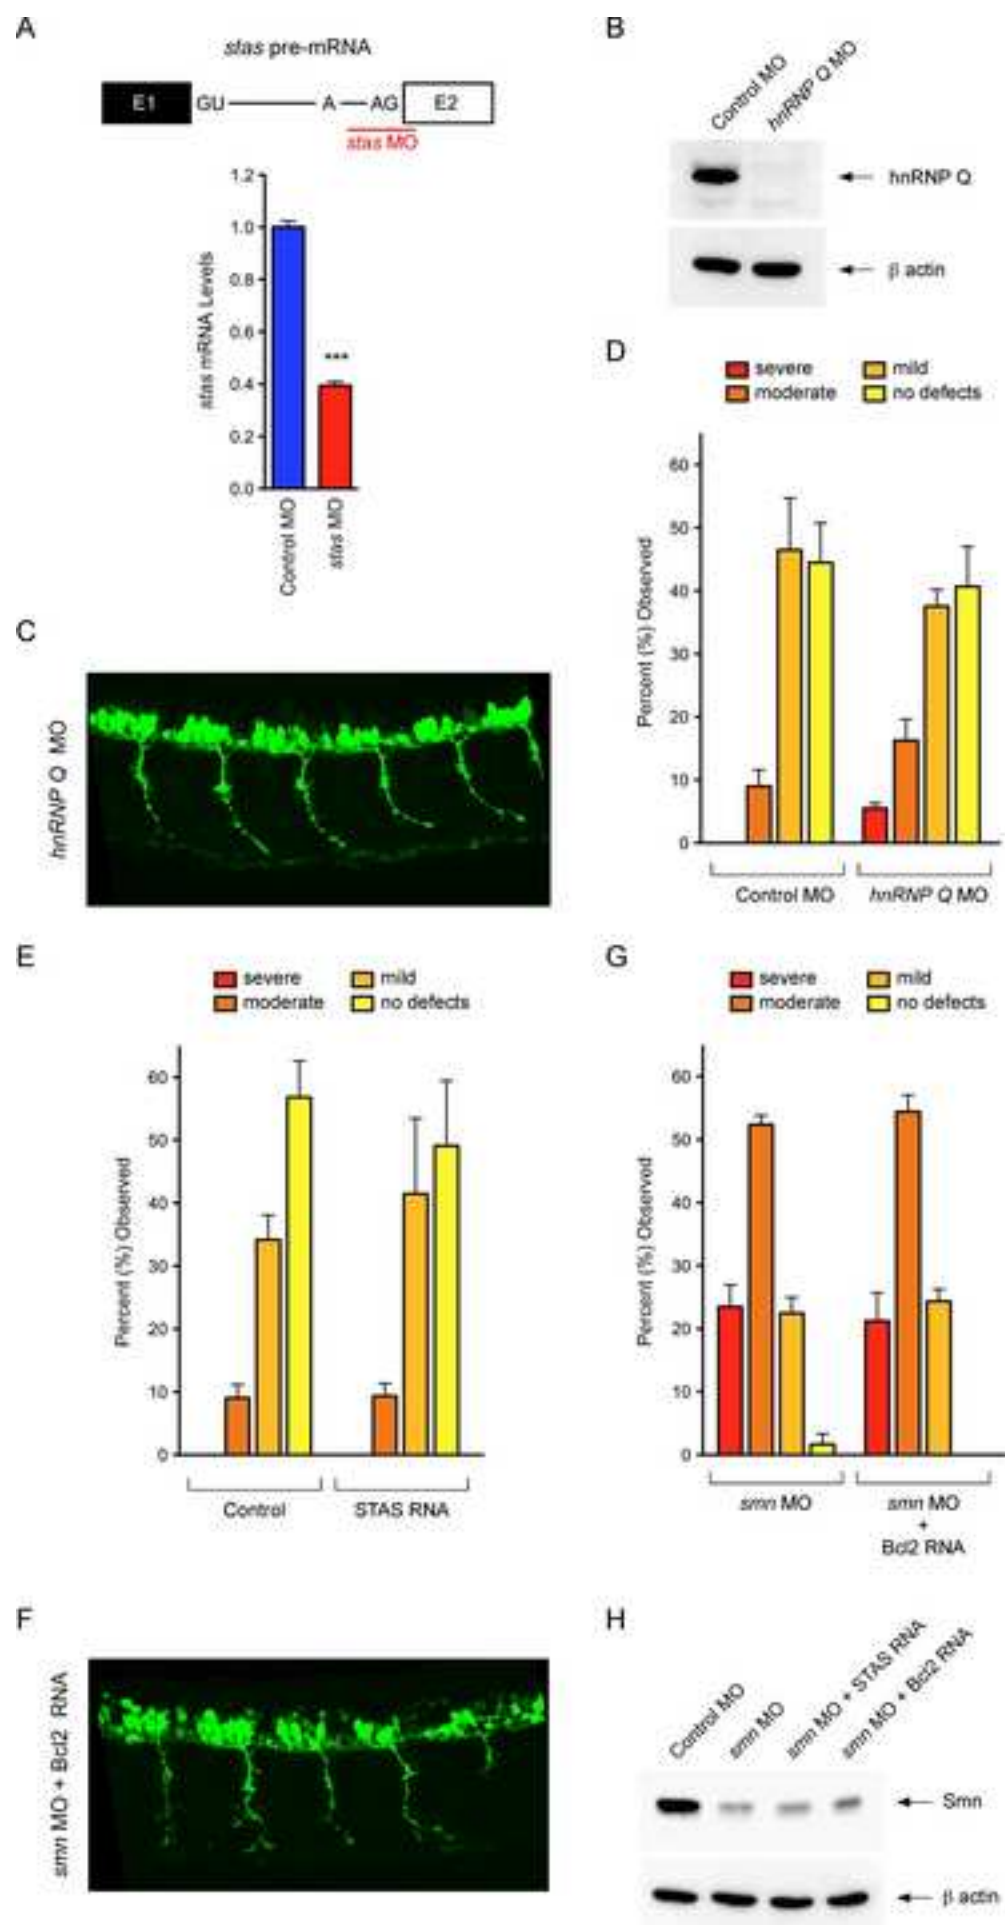 A
stas pre-mRNA
E1 GU A AG E2
stas MO
1.2
1.0
0.8
0.6
0.4
0.2
0.0
stas mRNA Levels
***
Control MO
stas MO
B
Control MO
hnRNP Q MO
hnRNP Q
β actin
C
hnRNP Q MO
D
severe mild
moderate no defects
60
50
40
30
20
10
0
Percent (%) Observed
Control MO hnRNP Q MO
E
severe mild
moderate no defects
60
50
40
30
20
10
0
Percent (%) Observed
Control STAS RNA
G
severe mild
moderate no defects
60
50
40
30
20
10
0
Percent (%) Observed
smn MO smn MO
+
Bcl2 RNA
F
smn MO + Bcl2 RNA
H
Control MO
smn MO
smn MO + STAS RNA
smn MO + Bcl2 RNA
Smn
β actin